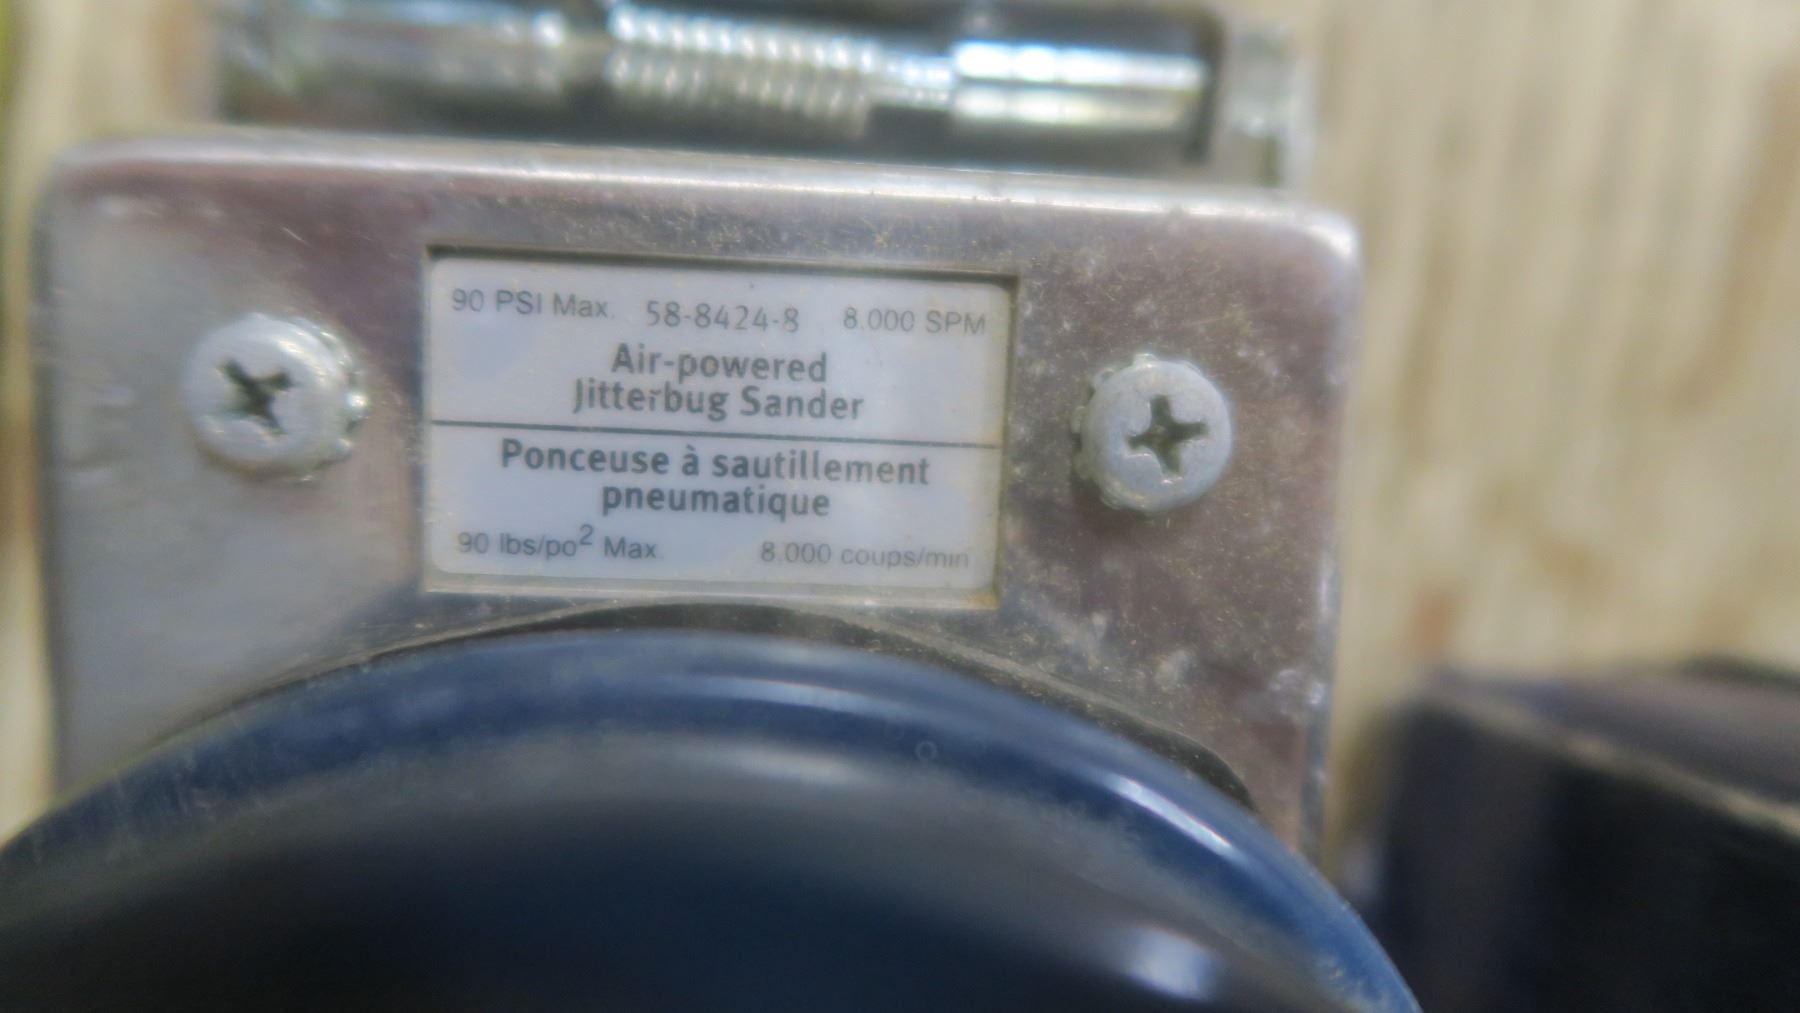 90 PSI Max. 58-8424-8 8.000 SPM
Air-powered
Jitterbug Sander
Ponceuse à sautillement
pneumatique
90 lbs/po² Max. 8.000 coups/min